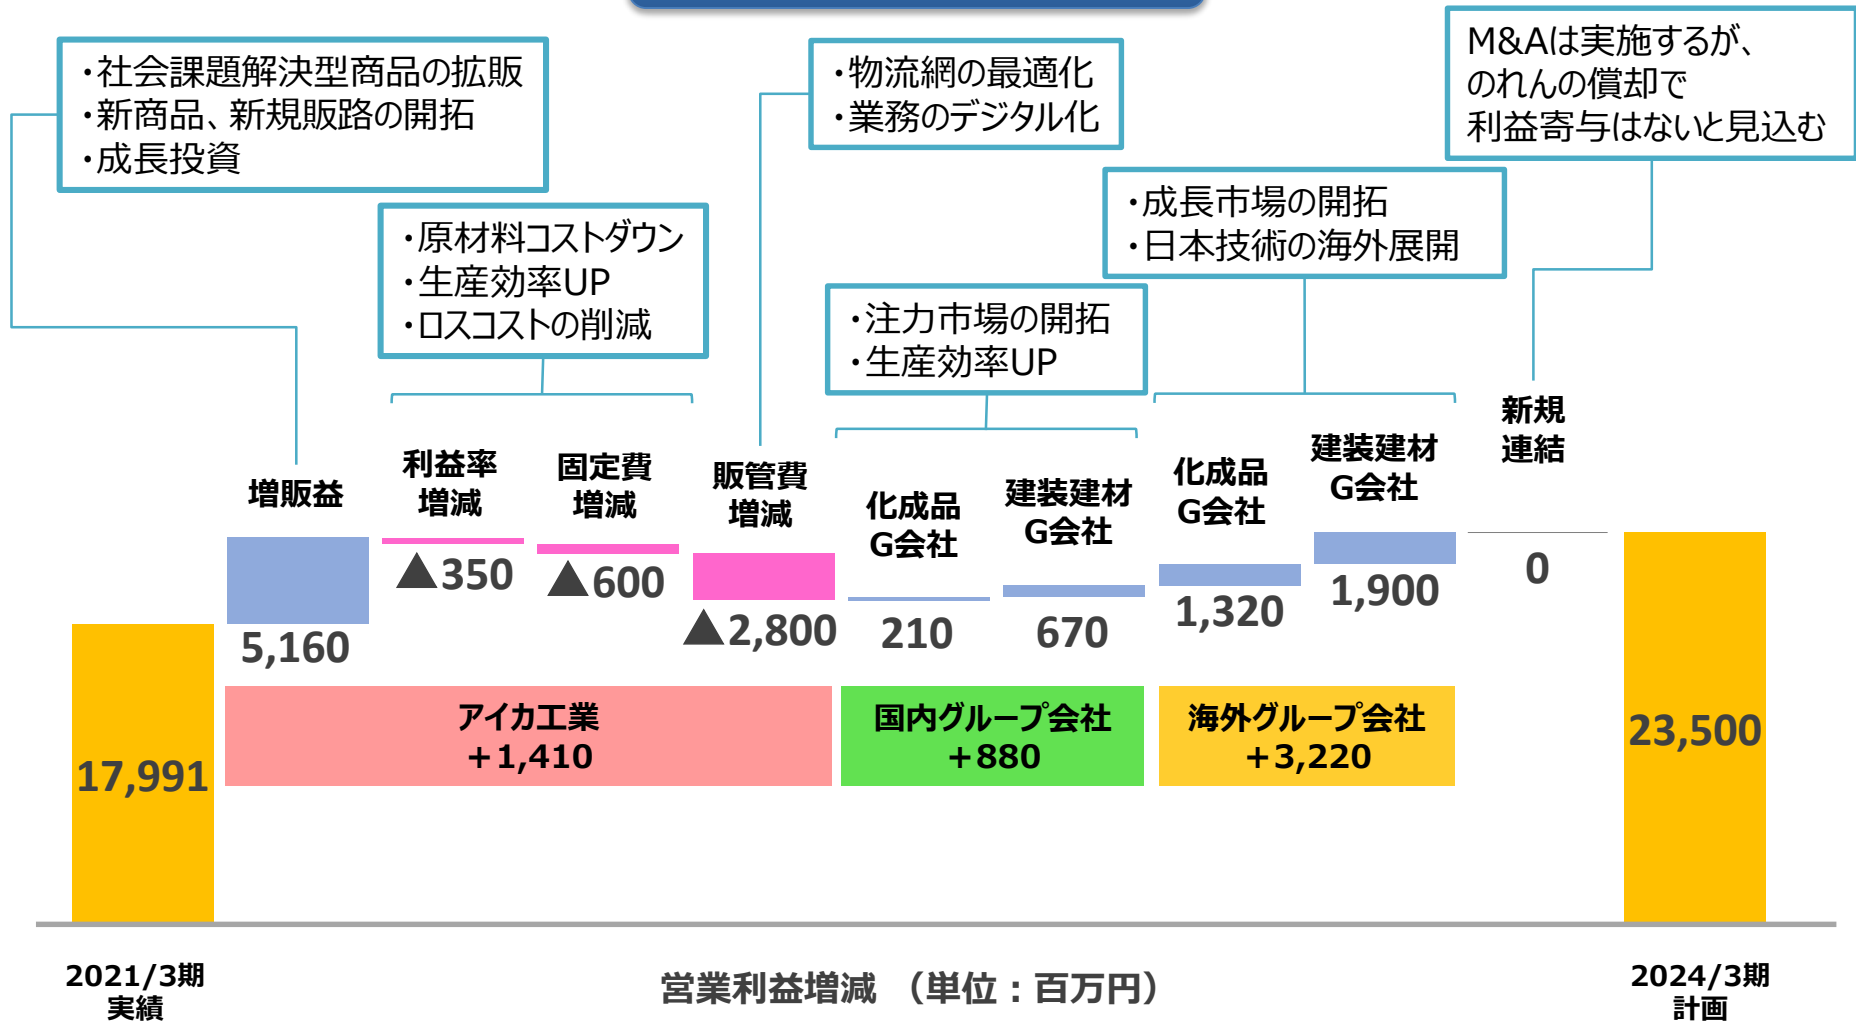 ・社会課題解決型商品の拡販
・新商品、新規販路の開拓
・成長投資
・物流網の最適化
・業務のデジタル化
M&Aは実施するが、
のれんの償却で
利益寄与はないと見込む
・原材料コストダウン
・生産効率UP
・ロスコストの削減
・成長市場の開拓
・日本技術の海外展開
・注力市場の開拓
・生産効率UP
増販益
利益率
増減
固定費
増減
販管費
増減
化成品
G会社
建装建材
G会社
化成品
G会社
建装建材
G会社
新規
連結
5,160
▲350
▲600
▲2,800
210
670
1,320
1,900
0
17,991
アイカ工業
+1,410
国内グループ会社
+880
海外グループ会社
+3,220
23,500
2021/3期
実績
営業利益増減 （単位：百万円）
2024/3期
計画